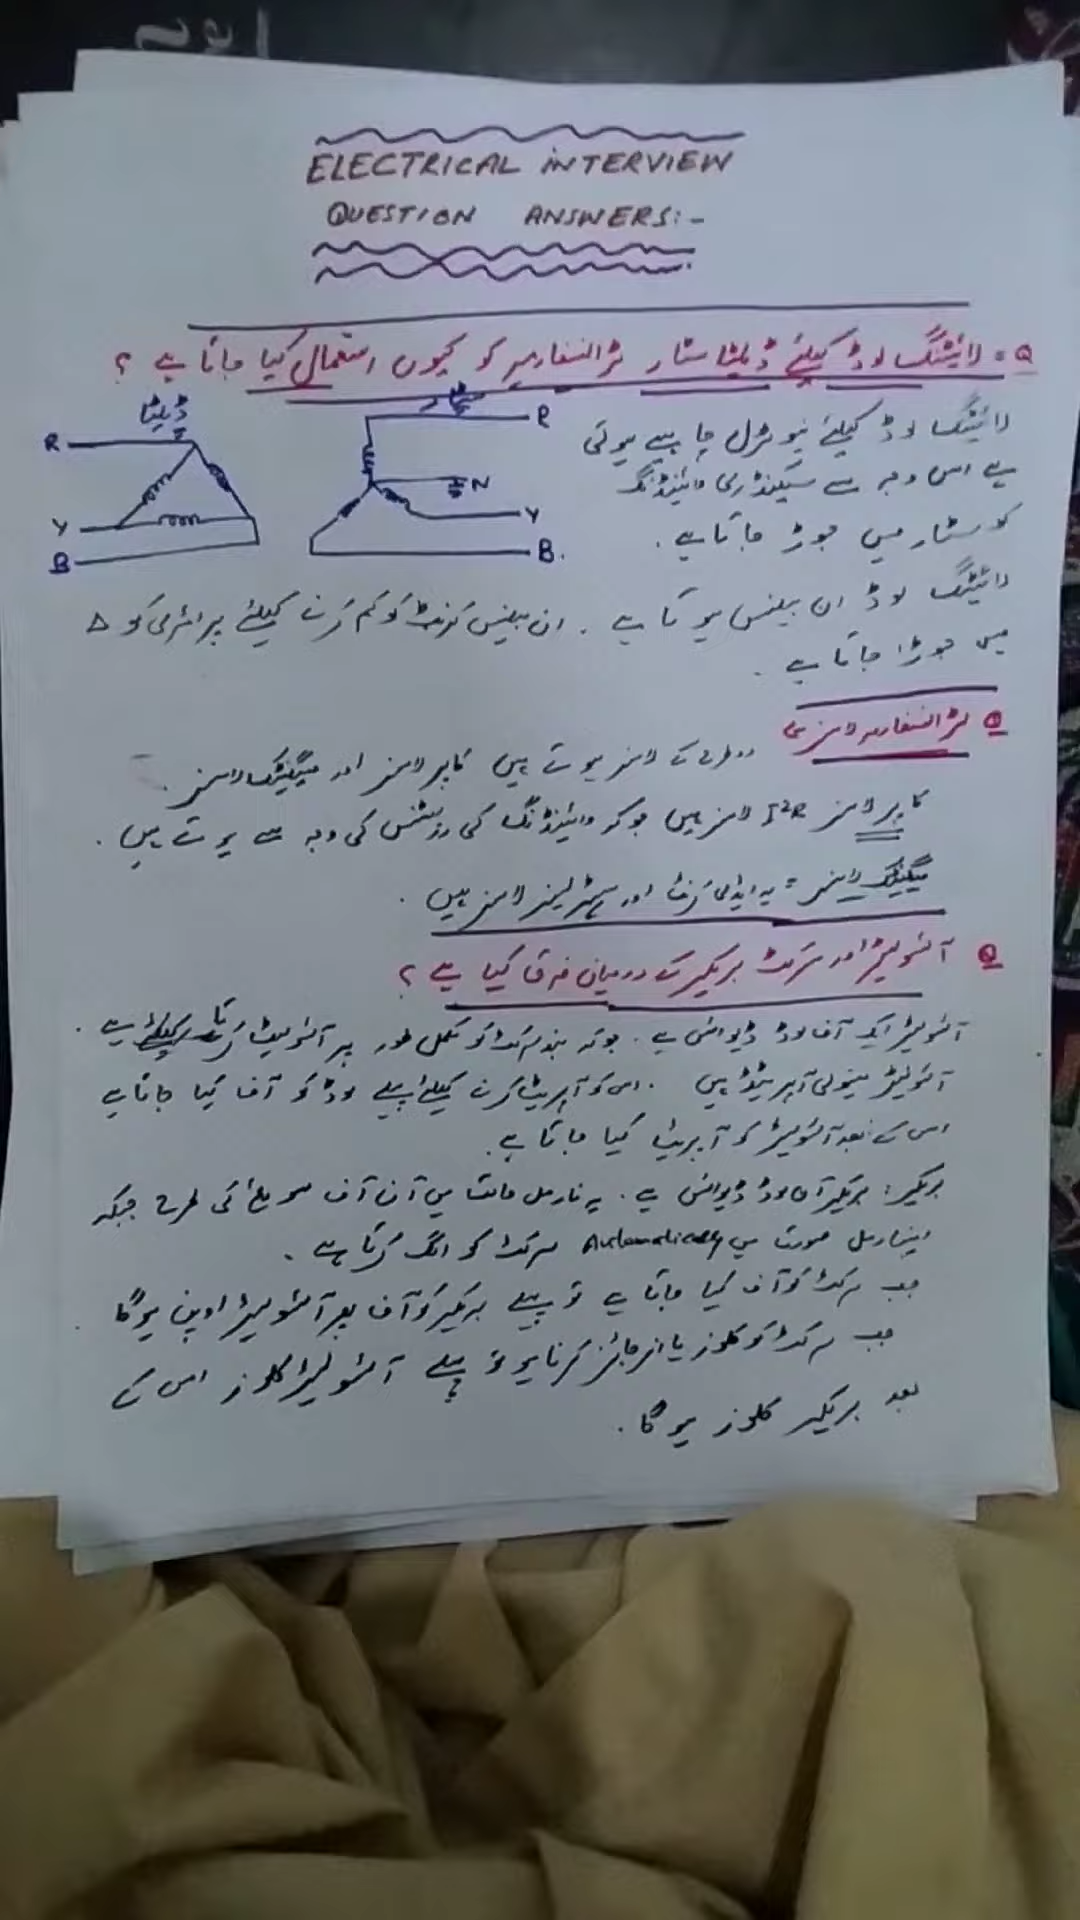 ELECTRICAL INTERVIEW
QUESTION ANSWERS:-
Q = لائیٹنگ لوڈ کیلئے ڈیلٹا سٹار ٹرانسفارمر کو کیوں استعمال کیا جاتا ہے ؟
ڈیلٹا
R
Y
B
سٹار
R
N
Y
B.
لائیٹنگ لوڈ کیلئے نیوٹرل چاہیے ہوتی
ہے اس وجہ سے سیکنڈری وائینڈنگ
کو سٹار میں جوڑا جاتا ہے .
لائیٹنگ لوڈ ان بیلنس ہوتا ہے . ان بیلنس کرنٹ کو کم کرنے کیلئے پرائمری کو Δ
میں جوڑا جاتا ہے .
Q ٹرانسفارمر لاسز
دو طرح کے لاسز ہوتے ہیں کاپر لاسز اور میگنیٹک لاسز .
کاپر لاسز I²R لاسز ہیں جو کہ وائینڈنگ کی رزسٹنس کی وجہ سے ہوتے ہیں .
میگنیٹک لاسز = یہ ایڈی کرنٹ اور ہسٹریسز لاسز ہیں .
Q آئسولیٹر اور سرکٹ بریکر کے درمیان فرق کیا ہے ؟
آئسولیٹر ایک آف لوڈ ڈیوائس ہے . جو کہ سرکٹ کو مکمل طور پر آئسولیٹ کرتا ہے .
آئسولیٹر مینولی آپریٹڈ ہیں . اس کو آپریٹ کرنے کیلئے پہلے لوڈ کو آف کیا جاتا ہے
اس کے بعد آئسولیٹر کو آپریٹ کیا جاتا ہے .
بریکر : بریکر آن لوڈ ڈیوائس ہے . یہ نارمل حالت میں آن آف سوئچ کی طرح جبکہ
ابنارمل صورت میں Automatically سرکٹ کو الگ کرتا ہے .
جب سرکٹ کو آف کیا جاتا ہے تو پہلے بریکر کو آف پھر آئسولیٹر اوپن ہوگا .
جب سرکٹ کو کلوز یا انرجائز کرنا ہو تو پہلے آئسولیٹر کلوز اس کے
بعد بریکر کلوز ہوگا .